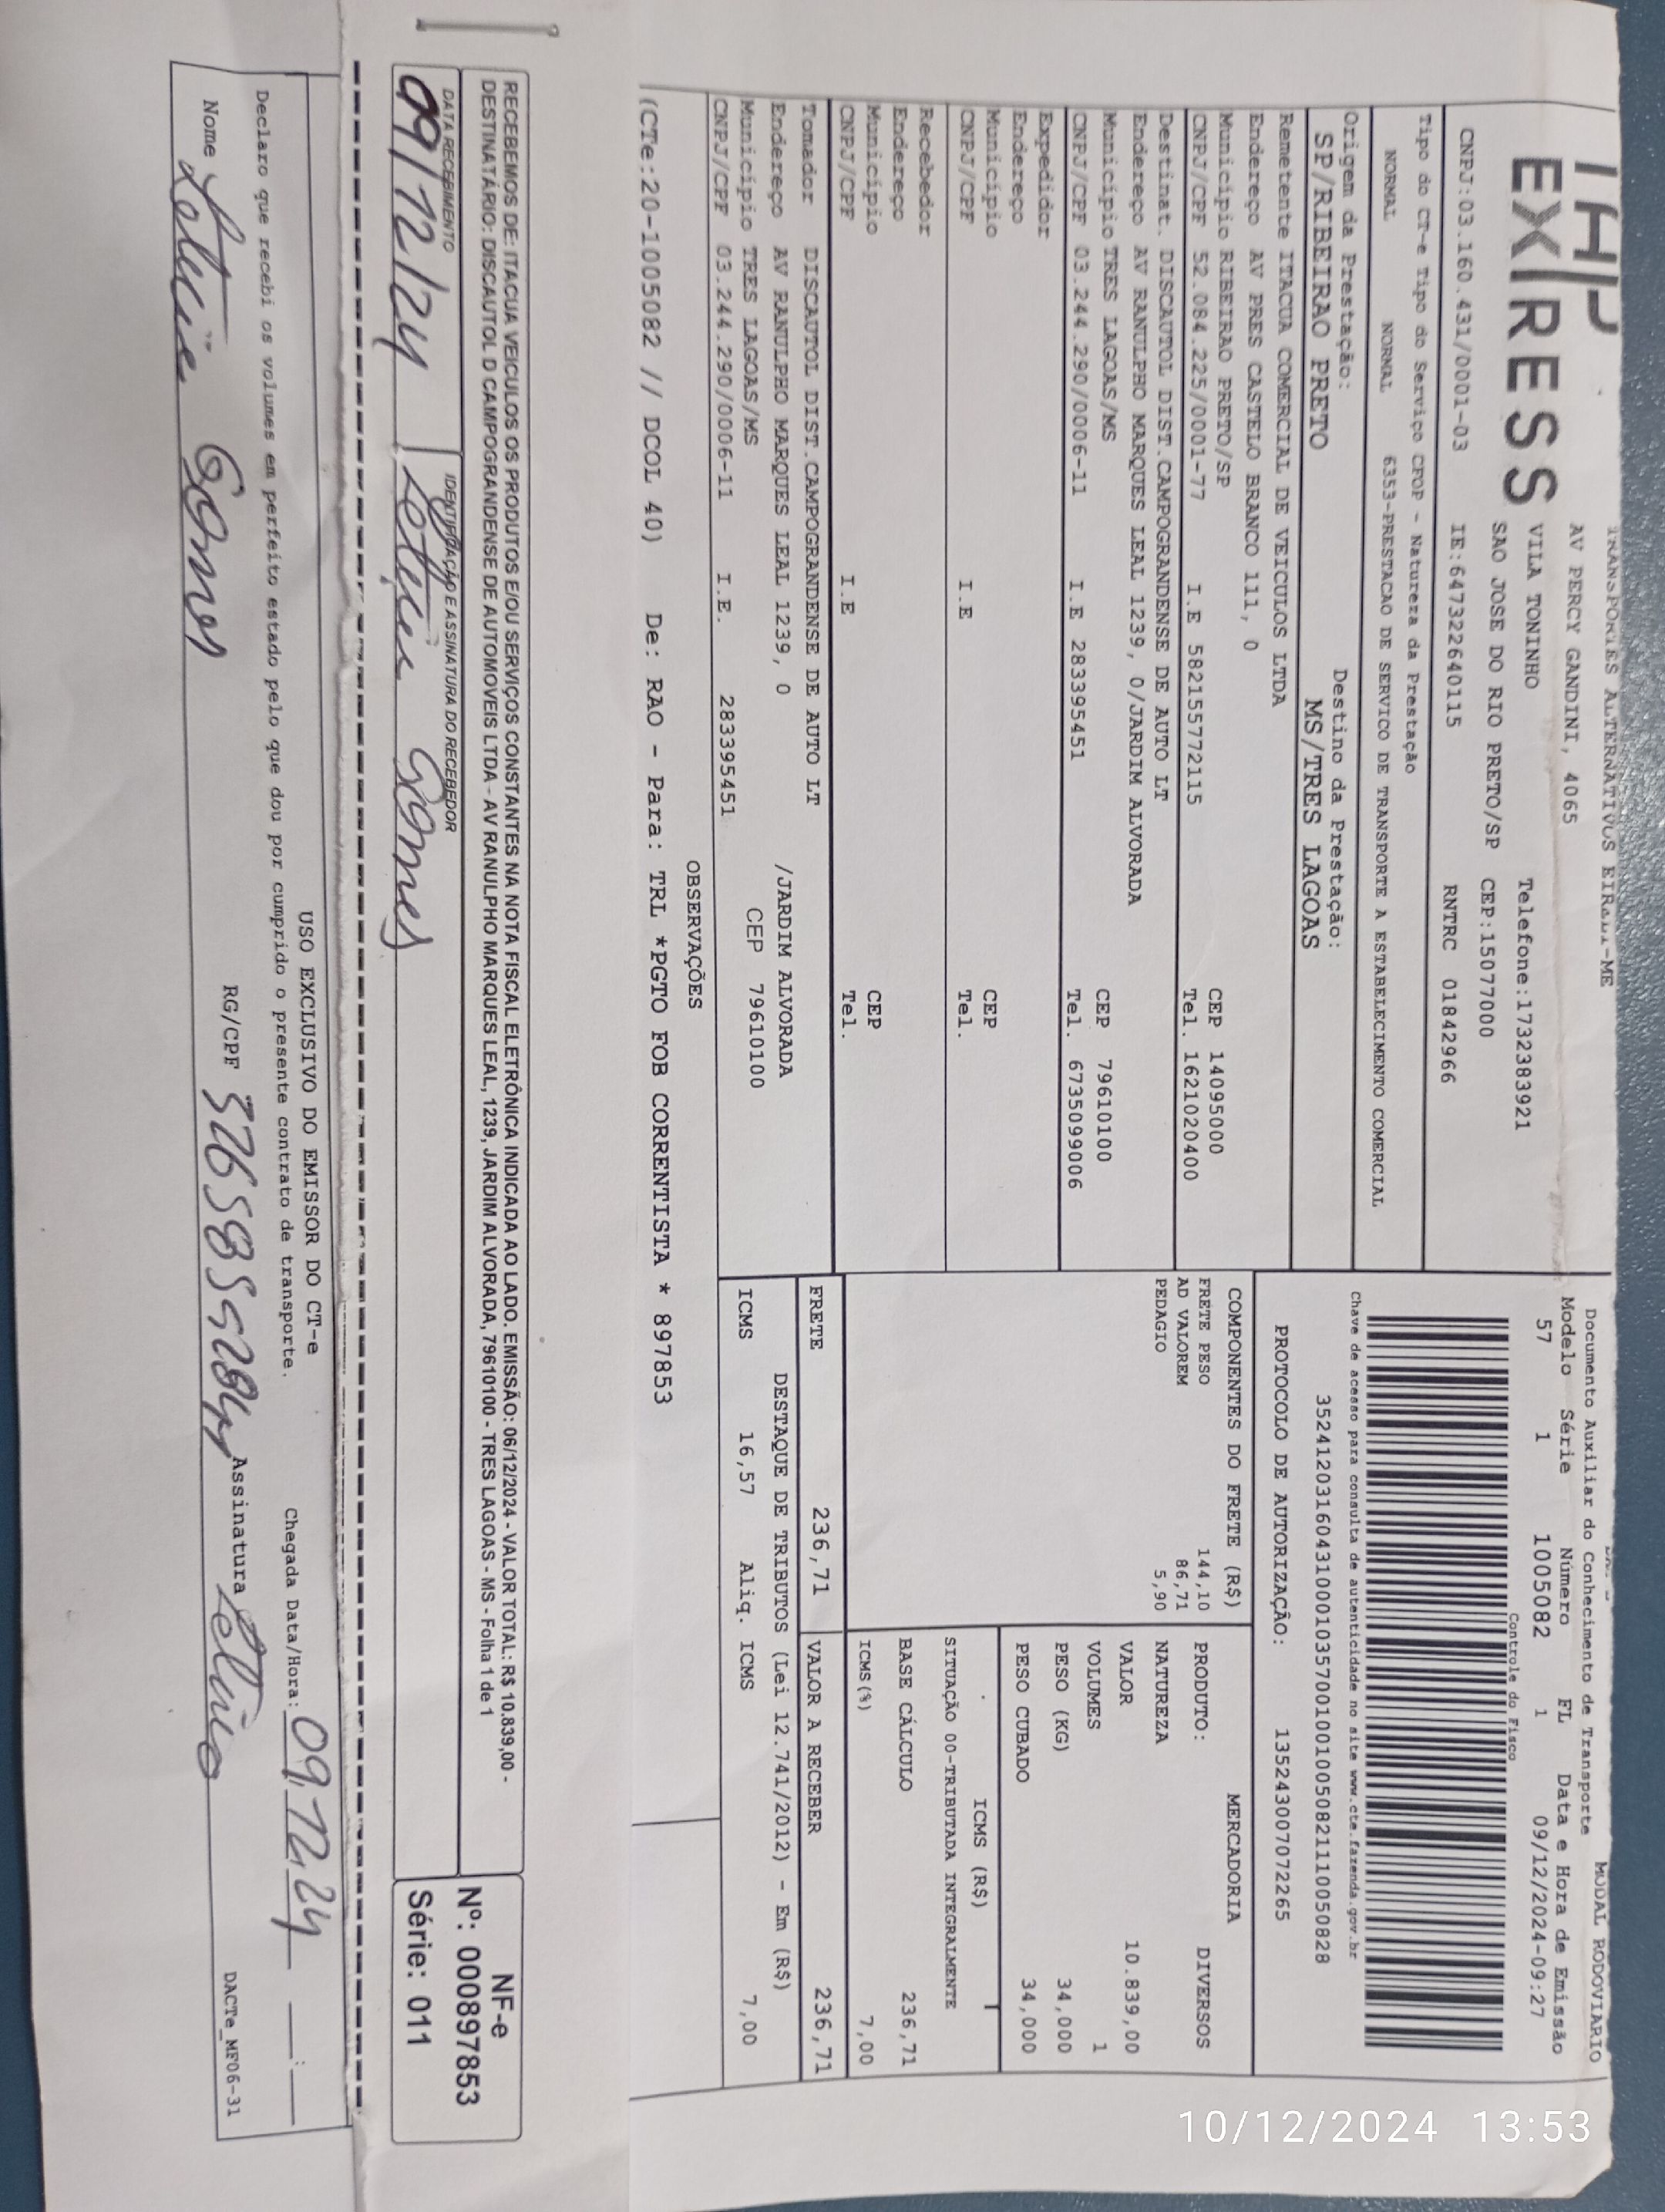 EXPRESS
TRANSPORTES ALTERNATIVOS EIRELI-ME
AV PERCY GANDINI, 4065
VILA TONINHO Telefone:1732383921
SAO JOSE DO RIO PRETO/SP CEP:15077000
CNPJ:03.160.431/0001-03 IE:647322640115 RNTRC 01842966
Tipo do CT-e Tipo do Serviço CFOP - Natureza da Prestação
NORMAL NORMAL 6353-PRESTACAO DE SERVICO DE TRANSPORTE A ESTABELECIMENTO COMERCIAL
Origem da Prestação: Destino da Prestação:
SP/RIBEIRAO PRETO MS/TRES LAGOAS
Remetente ITACUA COMERCIAL DE VEICULOS LTDA
Endereço AV PRES CASTELO BRANCO 111, 0
Município RIBEIRAO PRETO/SP CEP 14095000
CNPJ/CPF 52.084.225/0001-77 I.E 582155772115 Tel. 1621020400
Destinat. DISCAUTOL DIST.CAMPOGRANDENSE DE AUTO LT
Endereço AV RANULPHO MARQUES LEAL 1239, 0/JARDIM ALVORADA
Município TRES LAGOAS/MS CEP 79610100
CNPJ/CPF 03.244.290/0006-11 I.E 283395451 Tel. 6735099006
Expedidor
Endereço
Município CEP
CNPJ/CPF I.E Tel.
Recebedor
Endereço
Município CEP
CNPJ/CPF I.E Tel.
Tomador DISCAUTOL DIST.CAMPOGRANDENSE DE AUTO LT
Endereço AV RANULPHO MARQUES LEAL 1239, 0 /JARDIM ALVORADA
Município TRES LAGOAS/MS CEP 79610100
CNPJ/CPF 03.244.290/0006-11 I.E. 283395451
MODAL RODOVIARIO
Documento Auxiliar do Conhecimento de Transporte
Modelo Série Número FL Data e Hora de Emissão
57 1 1005082 1 09/12/2024-09:27
Controle do Fisco
Chave de acesso para consulta de autenticidade no site www.cte.fazenda.gov.br
35241203160431000103570010010050821110050828
PROTOCOLO DE AUTORIZAÇÃO: 135243007072265
COMPONENTES DO FRETE (R$)
FRETE PESO 144,10
AD VALOREM 86,71
PEDAGIO 5,90
MERCADORIA
PRODUTO: DIVERSOS
NATUREZA
VALOR 10.839,00
VOLUMES 1
PESO (KG) 34,000
PESO CUBADO 34,000
ICMS (R$)
SITUAÇÃO 00-TRIBUTADA INTEGRALMENTE
BASE CÁLCULO 236,71
ICMS(%) 7,00
FRETE 236,71 VALOR A RECEBER 236,71
DESTAQUE DE TRIBUTOS (Lei 12.741/2012) - Em (R$)
ICMS 16,57 Aliq. ICMS 7,00
OBSERVAÇÕES
(CTe:20-1005082 // DCOL 40) De: RAO - Para: TRL *PGTO FOB CORRENTISTA * 897853
RECEBEMOS DE: ITACUA VEICULOS OS PRODUTOS E/OU SERVIÇOS CONSTANTES NA NOTA FISCAL ELETRÔNICA INDICADA AO LADO. EMISSÃO: 06/12/2024 - VALOR TOTAL: R$ 10.839,00 -
DESTINATÁRIO: DISCAUTOL D CAMPOGRANDENSE DE AUTOMOVEIS LTDA - AV RANULPHO MARQUES LEAL, 1239, JARDIM ALVORADA, 79610100 - TRES LAGOAS - MS - Folha 1 de 1
DATA RECEBIMENTO IDENTIFICAÇÃO E ASSINATURA DO RECEBEDOR
09/12/24 Letícia Gomes
NF-e
Nº: 000897853
Série: 011
USO EXCLUSIVO DO EMISSOR DO CT-e
Declaro que recebi os volumes em perfeito estado pelo que dou por cumprido o presente contrato de transporte. Chegada Data/Hora: 09.12.24 __:__
Nome Letícia Gomes RG/CPF Assinatura Letícia
DACTe_MF06-31
10/12/2024 13:53